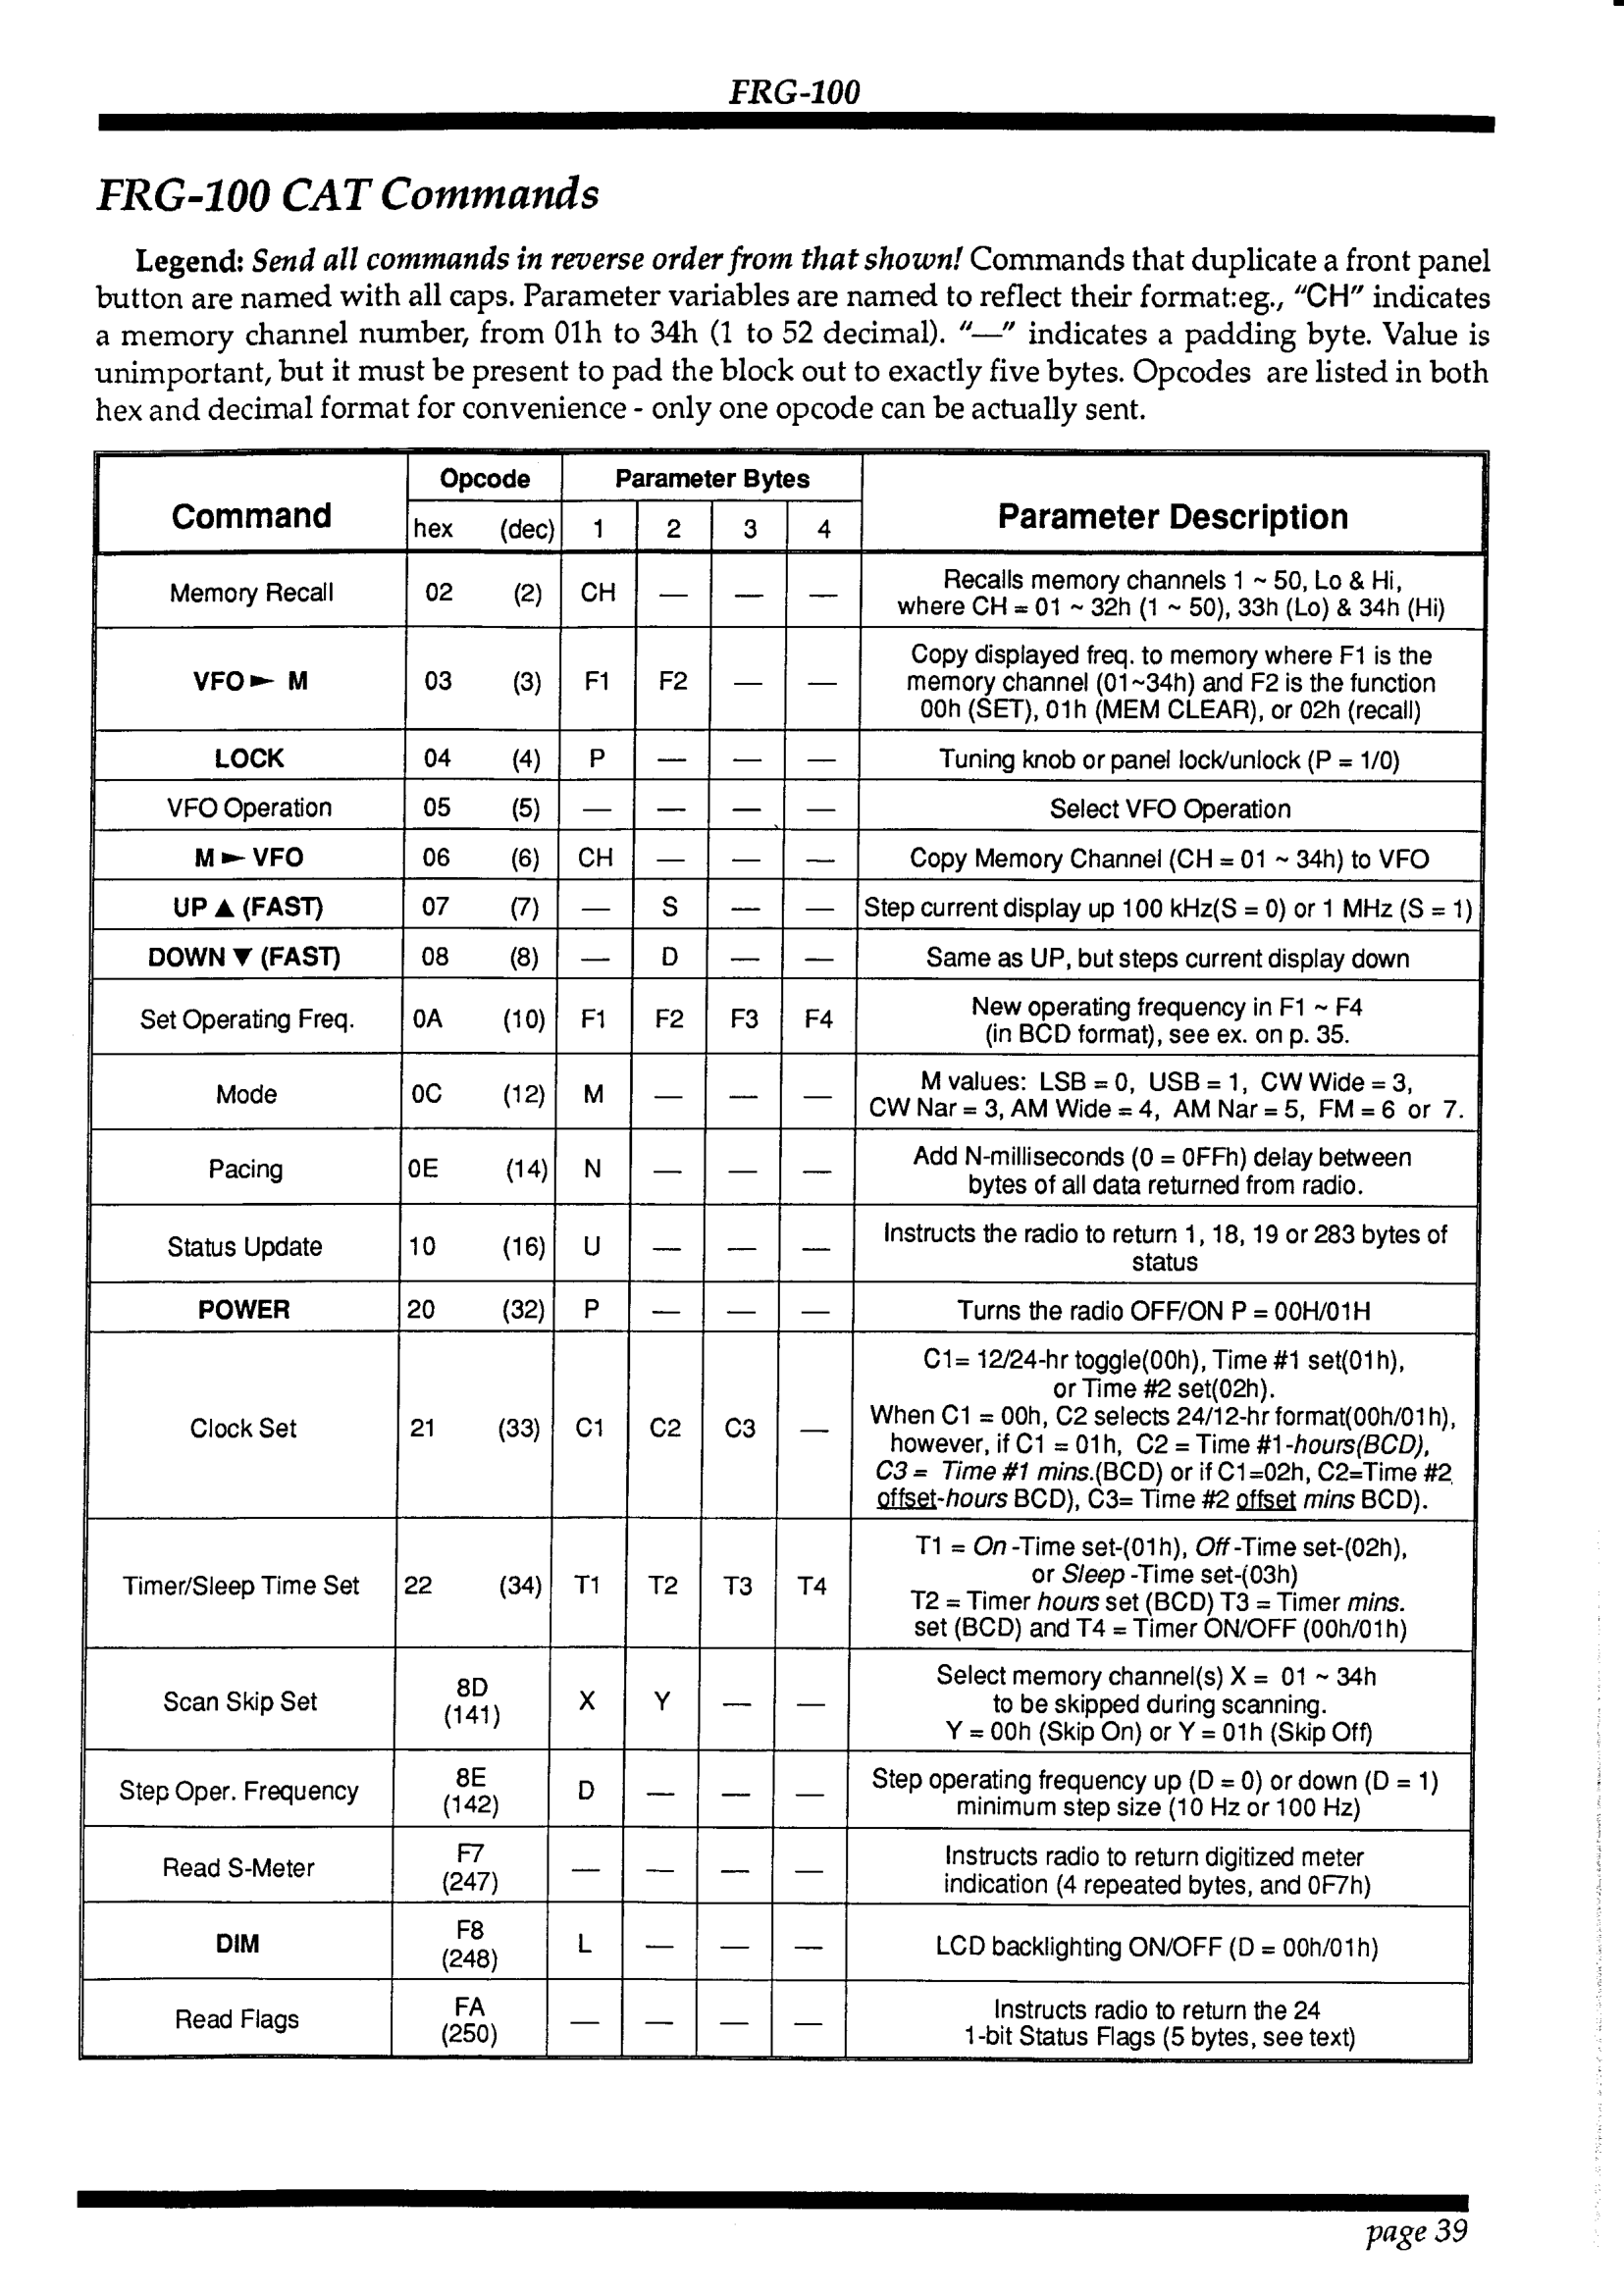 FRG-100
FRG-100 CAT Commands
Legend: Send all commands in reverse order from that shown! Commands that duplicate a front panel
button are named with all caps. Parameter variables are named to reflect their format:eg., "CH" indicates
a memory channel number, from 01h to 34h (1 to 52 decimal). "—" indicates a padding byte. Value is
unimportant, but it must be present to pad the block out to exactly five bytes. Opcodes are listed in both
hex and decimal format for convenience - only one opcode can be actually sent.
Command Opcode Parameter Bytes Parameter Description
hex (dec) 1 2 3 4
Memory Recall 02 (2) CH — — — Recalls memory channels 1 ~ 50, Lo & Hi,
where CH = 01 ~ 32h (1 ~ 50), 33h (Lo) & 34h (Hi)
VFO ► M 03 (3) F1 F2 — — Copy displayed freq. to memory where F1 is the
memory channel (01~34h) and F2 is the function
00h (SET), 01h (MEM CLEAR), or 02h (recall)
LOCK 04 (4) P — — — Tuning knob or panel lock/unlock (P = 1/0)
VFO Operation 05 (5) — — — — Select VFO Operation
M ► VFO 06 (6) CH — — — Copy Memory Channel (CH = 01 ~ 34h) to VFO
UP ▲ (FAST) 07 (7) — S — — Step current display up 100 kHz(S = 0) or 1 MHz (S = 1)
DOWN ▼ (FAST) 08 (8) — D — — Same as UP, but steps current display down
Set Operating Freq. 0A (10) F1 F2 F3 F4 New operating frequency in F1 ~ F4
(in BCD format), see ex. on p. 35.
Mode 0C (12) M — — — M values: LSB = 0, USB = 1, CW Wide = 3,
CW Nar = 3, AM Wide = 4, AM Nar = 5, FM = 6 or 7.
Pacing 0E (14) N — — — Add N-milliseconds (0 = 0FFh) delay between
bytes of all data returned from radio.
Status Update 10 (16) U — — — Instructs the radio to return 1, 18, 19 or 283 bytes of
status
POWER 20 (32) P — — — Turns the radio OFF/ON P = 00H/01H
Clock Set 21 (33) C1 C2 C3 — C1= 12/24-hr toggle(00h), Time #1 set(01h),
or Time #2 set(02h).
When C1 = 00h, C2 selects 24/12-hr format(00h/01h),
however, if C1 = 01h, C2 = Time #1-hours(BCD),
C3 = Time #1 mins.(BCD) or if C1=02h, C2=Time #2
offset-hours BCD), C3= Time #2 offset mins BCD).
Timer/Sleep Time Set 22 (34) T1 T2 T3 T4 T1 = On -Time set-(01h), Off -Time set-(02h),
or Sleep -Time set-(03h)
T2 = Timer hours set (BCD) T3 = Timer mins.
set (BCD) and T4 = Timer ON/OFF (00h/01h)
Scan Skip Set 8D (141) X Y — — Select memory channel(s) X = 01 ~ 34h
to be skipped during scanning.
Y = 00h (Skip On) or Y = 01h (Skip Off)
Step Oper. Frequency 8E (142) D — — — Step operating frequency up (D = 0) or down (D = 1)
minimum step size (10 Hz or 100 Hz)
Read S-Meter F7 (247) — — — — Instructs radio to return digitized meter
indication (4 repeated bytes, and 0F7h)
DIM F8 (248) L — — — LCD backlighting ON/OFF (D = 00h/01h)
Read Flags FA (250) — — — — Instructs radio to return the 24
1-bit Status Flags (5 bytes, see text)
page 39